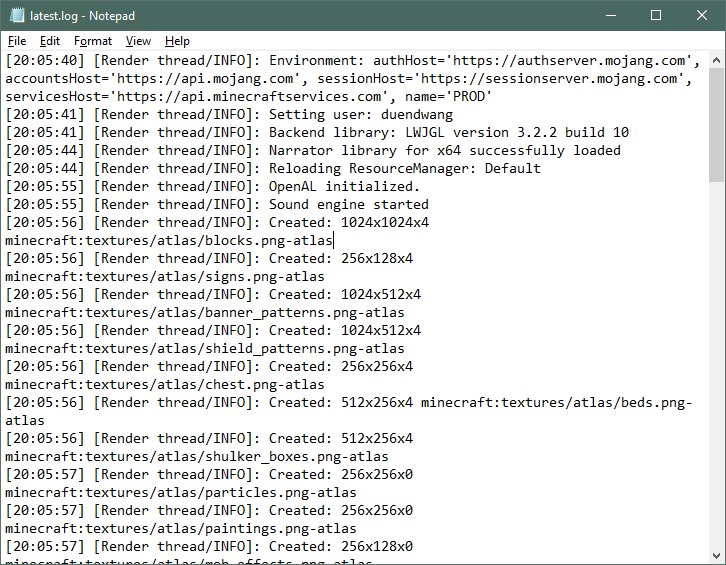 latest.log - Notepad
File Edit Format View Help
[20:05:40] [Render thread/INFO]: Environment: authHost='https://authserver.mojang.com',
accountsHost='https://api.mojang.com', sessionHost='https://sessionserver.mojang.com',
servicesHost='https://api.minecraftservices.com', name='PROD'
[20:05:41] [Render thread/INFO]: Setting user: duendwang
[20:05:41] [Render thread/INFO]: Backend library: LWJGL version 3.2.2 build 10
[20:05:44] [Render thread/INFO]: Narrator library for x64 successfully loaded
[20:05:44] [Render thread/INFO]: Reloading ResourceManager: Default
[20:05:55] [Render thread/INFO]: OpenAL initialized.
[20:05:55] [Render thread/INFO]: Sound engine started
[20:05:56] [Render thread/INFO]: Created: 1024x1024x4
minecraft:textures/atlas/blocks.png-atlas
[20:05:56] [Render thread/INFO]: Created: 256x128x4
minecraft:textures/atlas/signs.png-atlas
[20:05:56] [Render thread/INFO]: Created: 1024x512x4
minecraft:textures/atlas/banner_patterns.png-atlas
[20:05:56] [Render thread/INFO]: Created: 1024x512x4
minecraft:textures/atlas/shield_patterns.png-atlas
[20:05:56] [Render thread/INFO]: Created: 256x256x4
minecraft:textures/atlas/chest.png-atlas
[20:05:56] [Render thread/INFO]: Created: 512x256x4 minecraft:textures/atlas/beds.png-
atlas
[20:05:56] [Render thread/INFO]: Created: 512x256x4
minecraft:textures/atlas/shulker_boxes.png-atlas
[20:05:57] [Render thread/INFO]: Created: 256x256x0
minecraft:textures/atlas/particles.png-atlas
[20:05:57] [Render thread/INFO]: Created: 256x256x0
minecraft:textures/atlas/paintings.png-atlas
[20:05:57] [Render thread/INFO]: Created: 256x128x0
minecraft:textures/atlas/mob_effects.png-atlas